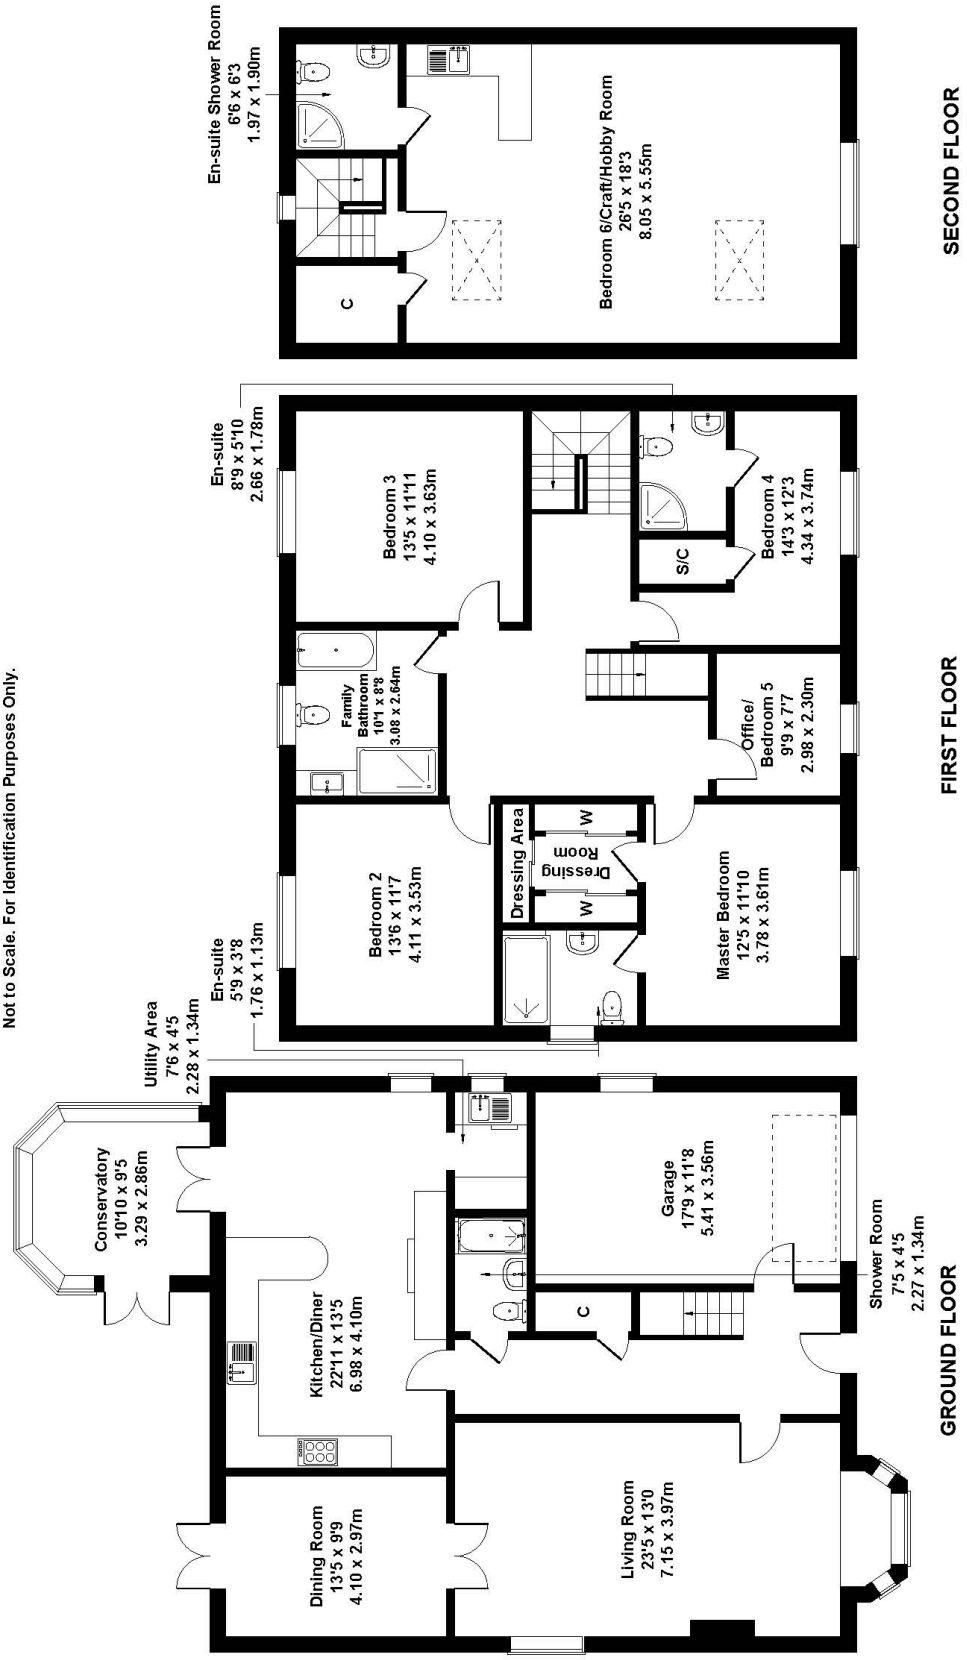 Not to Scale. For Identification Purposes Only.
Conservatory
10'10 x 9'5
3.29 x 2.86m
Utility Area
7'6 x 4'5
2.28 x 1.34m
Kitchen/Diner
22'11 x 13'5
6.98 x 4.10m
Dining Room
13'5 x 9'9
4.10 x 2.97m
Living Room
23'5 x 13'0
7.15 x 3.97m
C
Garage
17'9 x 11'8
5.41 x 3.56m
Shower Room
7'5 x 4'5
2.27 x 1.34m
GROUND FLOOR
En-suite
5'9 x 3'8
1.76 x 1.13m
En-suite
8'9 x 5'10
2.66 x 1.78m
Bedroom 2
13'6 x 11'7
4.11 x 3.53m
Family
Bathroom
10'1 x 8'8
3.08 x 2.64m
Bedroom 3
13'5 x 11'11
4.10 x 3.63m
Dressing Area
W
Dressing
Room
W
S/C
Master Bedroom
12'5 x 11'10
3.78 x 3.61m
Office/
Bedroom 5
9'9 x 7'7
2.98 x 2.30m
Bedroom 4
14'3 x 12'3
4.34 x 3.74m
FIRST FLOOR
En-suite Shower Room
6'6 x 6'3
1.97 x 1.90m
C
Bedroom 6/Craft/Hobby Room
26'5 x 18'3
8.05 x 5.55m
SECOND FLOOR